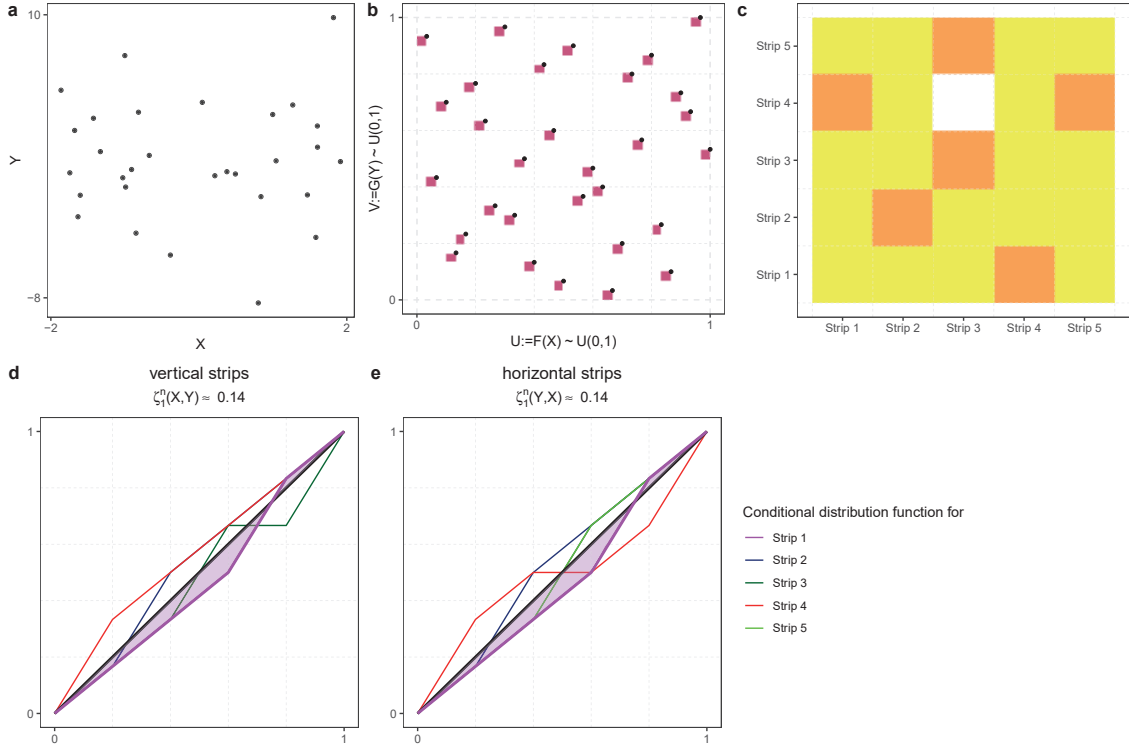 a
10
Y
−8
−2
2
X
b
1
V:=G(Y) ~ U(0,1)
0
0
1
U:=F(X) ~ U(0,1)
c
Strip 5
Strip 4
Strip 3
Strip 2
Strip 1
Strip 1
Strip 2
Strip 3
Strip 4
Strip 5
d
vertical strips
ζ₁ⁿ(X,Y) ≈ 0.14
1
0
0
1
e
horizontal strips
ζ₁ⁿ(Y,X) ≈ 0.14
1
0
0
1
Conditional distribution function for
Strip 1
Strip 2
Strip 3
Strip 4
Strip 5